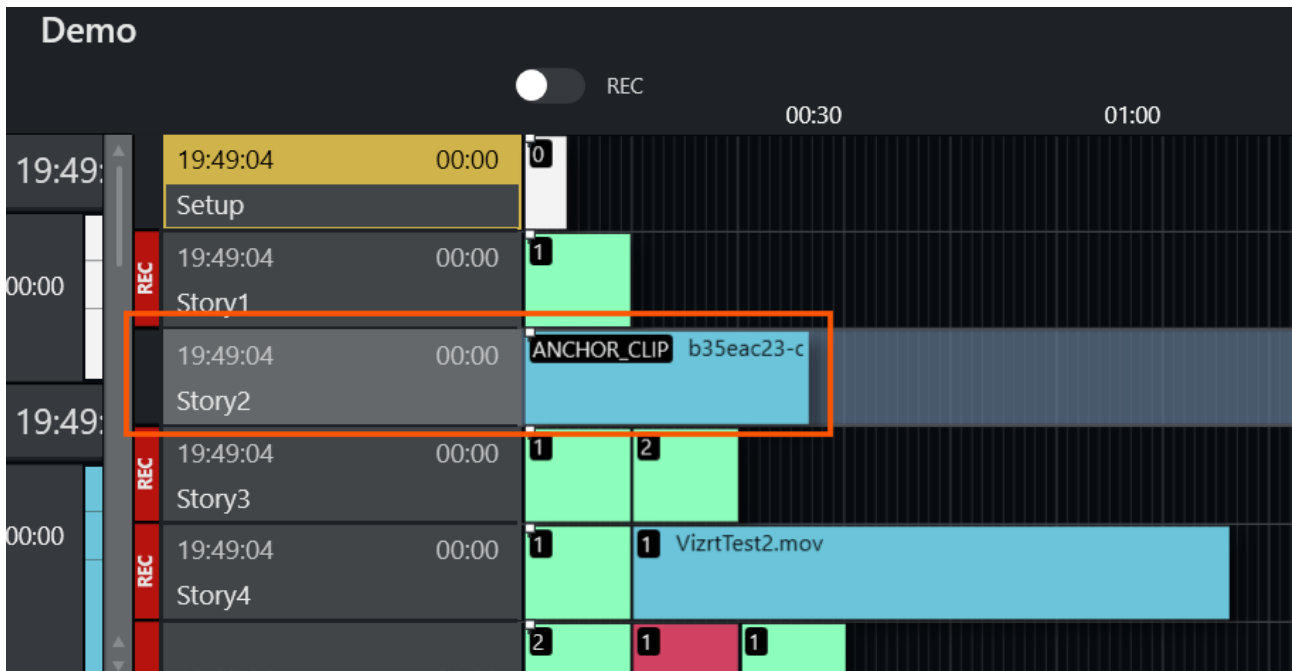 Demo
REC
00:30 01:00
19:49:
19:49:04 00:00 0
Setup
00:00
REC
19:49:04 00:00 1
Story1
19:49:04 00:00 ANCHOR_CLIP b35eac23-c
Story2
19:49:
REC
19:49:04 00:00 1 2
Story3
00:00
REC
19:49:04 00:00 1 1 VizrtTest2.mov
Story4
2 1 1